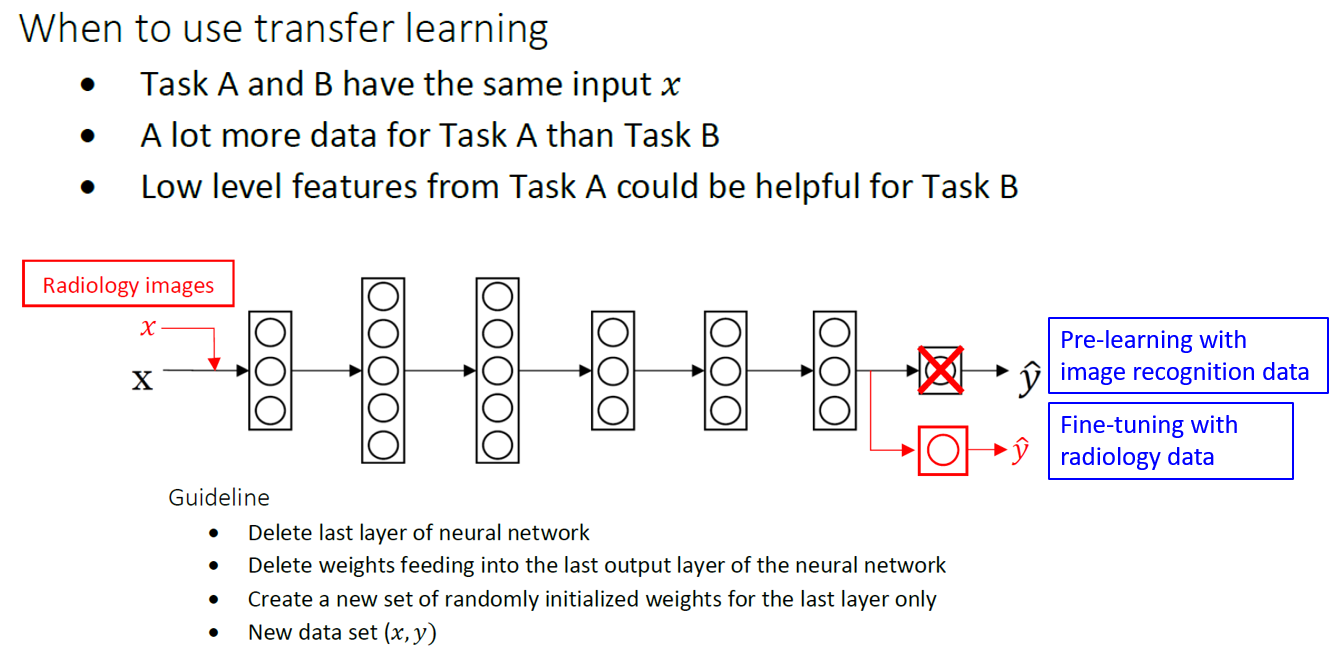 When to use transfer learning
• Task A and B have the same input x
• A lot more data for Task A than Task B
• Low level features from Task A could be helpful for Task B
Radiology images
x
x
ŷ
Pre-learning with
image recognition data
ŷ
Fine-tuning with
radiology data
Guideline
• Delete last layer of neural network
• Delete weights feeding into the last output layer of the neural network
• Create a new set of randomly initialized weights for the last layer only
• New data set (x, y)